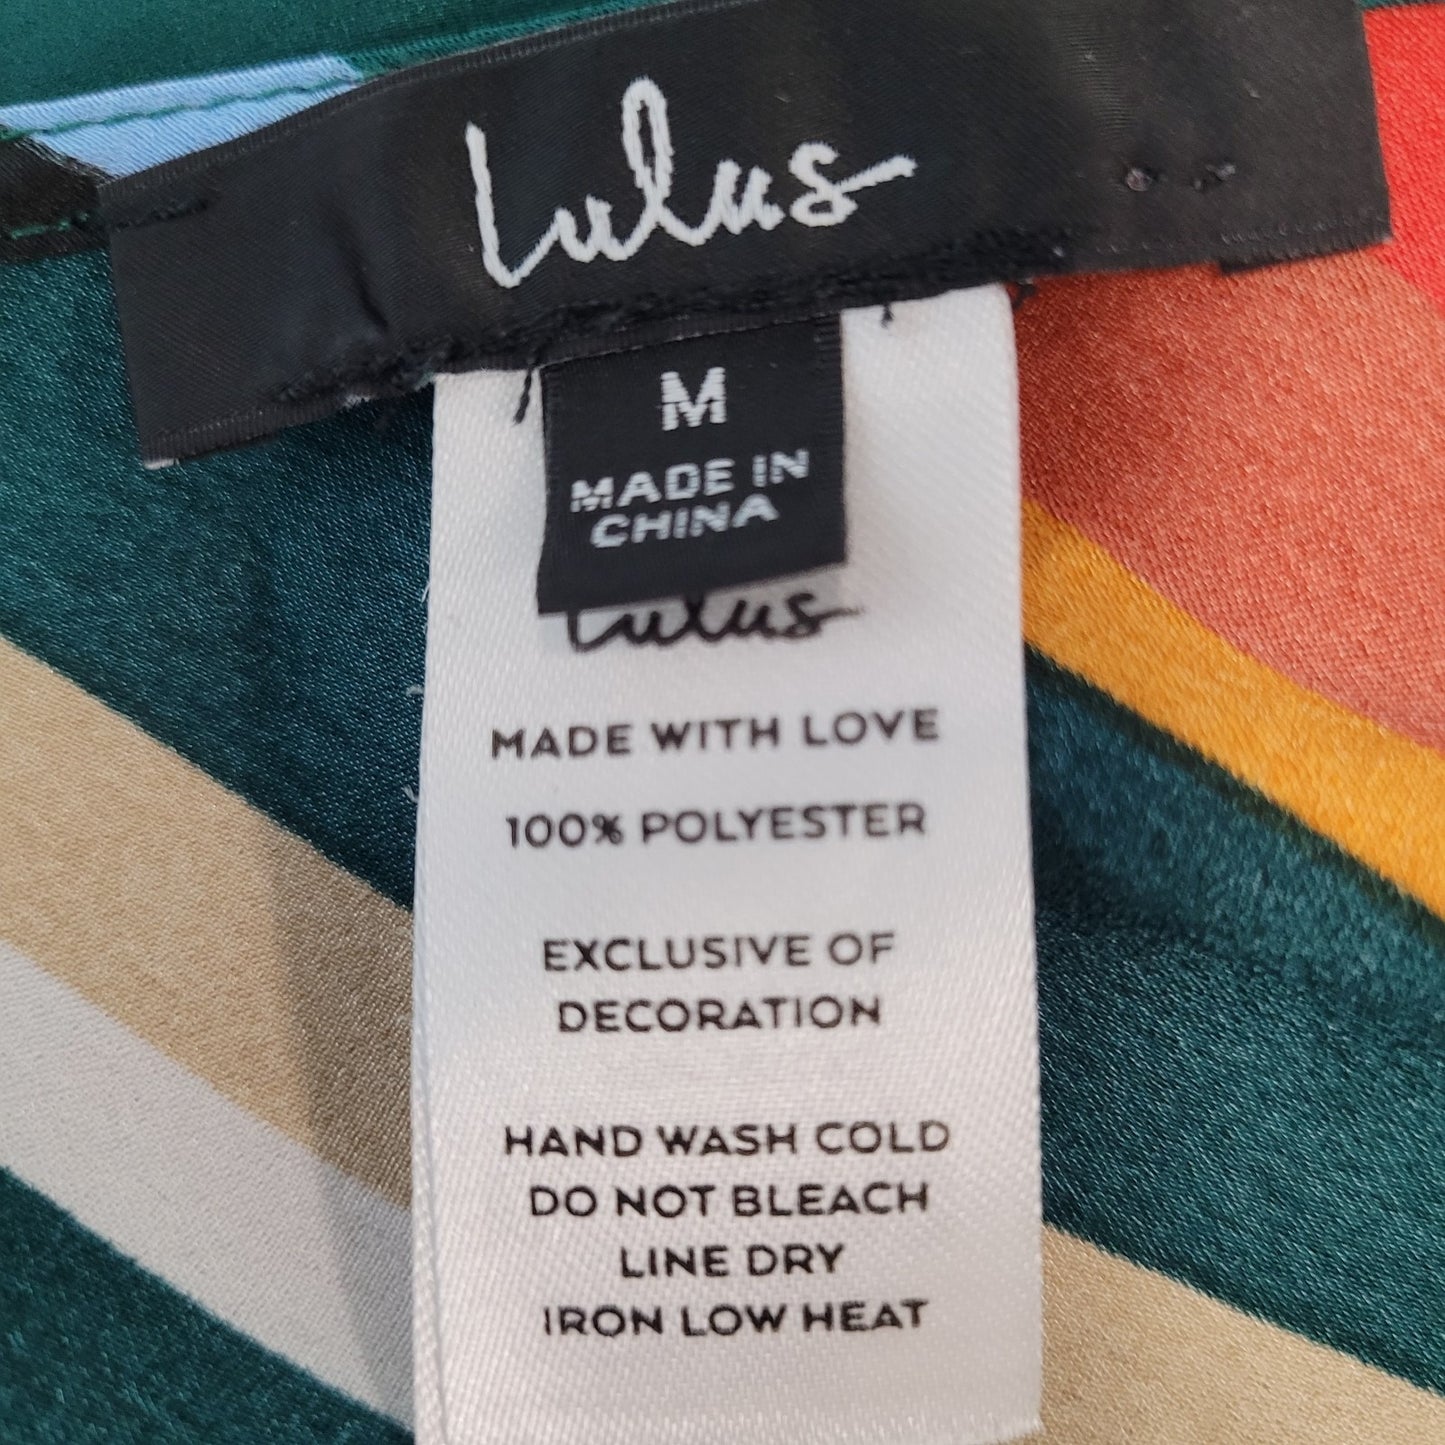 Lulus
M
MADE IN
CHINA
Lulus
MADE WITH LOVE
100% POLYESTER
EXCLUSIVE OF
DECORATION
HAND WASH COLD
DO NOT BLEACH
LINE DRY
IRON LOW HEAT